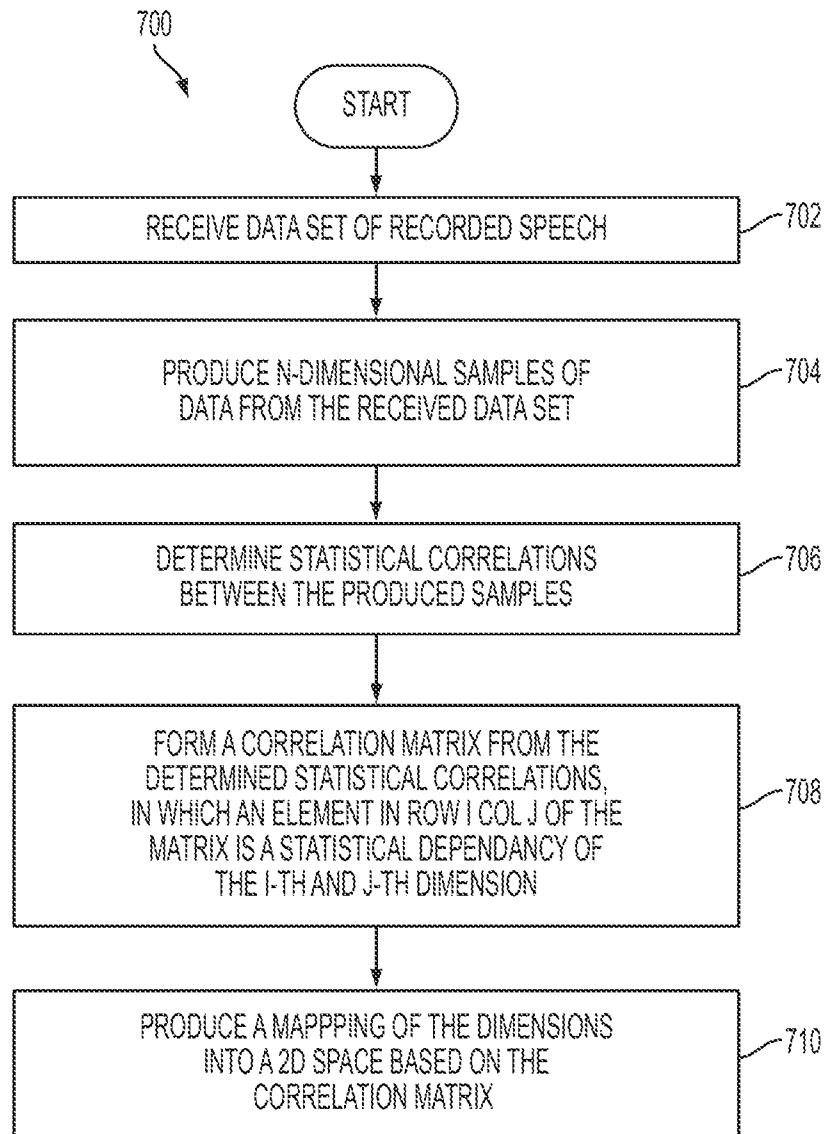 700
START
RECEIVE DATA SET OF RECORDED SPEECH
702
PRODUCE N-DIMENSIONAL SAMPLES OF
DATA FROM THE RECEIVED DATA SET
704
DETERMINE STATISTICAL CORRELATIONS
BETWEEN THE PRODUCED SAMPLES
706
FORM A CORRELATION MATRIX FROM THE
DETERMINED STATISTICAL CORRELATIONS,
IN WHICH AN ELEMENT IN ROW I COL J OF THE
MATRIX IS A STATISTICAL DEPENDANCY OF
THE I-TH AND J-TH DIMENSION
708
PRODUCE A MAPPPING OF THE DIMENSIONS
INTO A 2D SPACE BASED ON THE
CORRELATION MATRIX
710